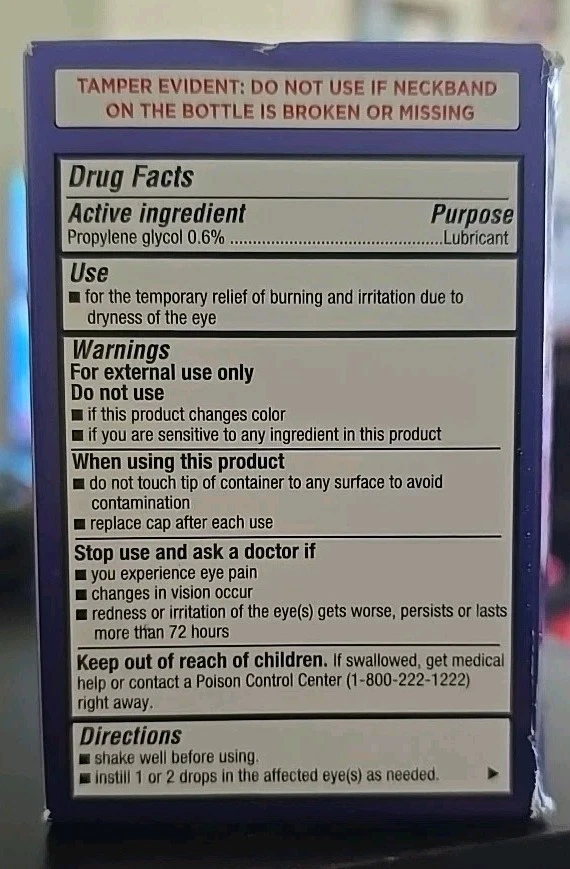 TAMPER EVIDENT: DO NOT USE IF NECKBAND
ON THE BOTTLE IS BROKEN OR MISSING
Drug Facts
Active ingredient Purpose
Propylene glycol 0.6% ........................................Lubricant
Use
■ for the temporary relief of burning and irritation due to
dryness of the eye
Warnings
For external use only
Do not use
■ if this product changes color
■ if you are sensitive to any ingredient in this product
When using this product
■ do not touch tip of container to any surface to avoid
contamination
■ replace cap after each use
Stop use and ask a doctor if
■ you experience eye pain
■ changes in vision occur
■ redness or irritation of the eye(s) gets worse, persists or lasts
more than 72 hours
Keep out of reach of children. If swallowed, get medical
help or contact a Poison Control Center (1-800-222-1222)
right away.
Directions
■ shake well before using.
■ instill 1 or 2 drops in the affected eye(s) as needed. ►